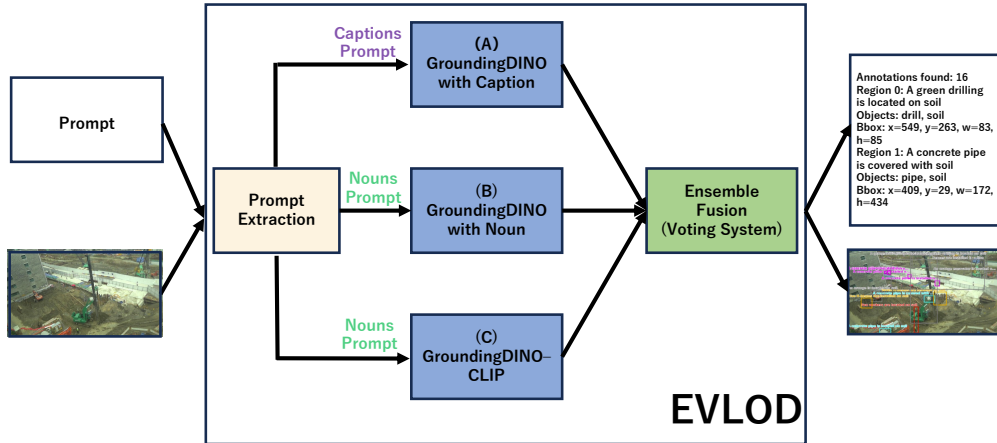 Prompt
Captions
Prompt
Nouns
Prompt
Nouns
Prompt
Prompt
Extraction
(A)
GroundingDINO
with Caption
(B)
GroundingDINO
with Noun
(C)
GroundingDINO–
CLIP
Ensemble
Fusion
(Voting System)
EVLOD
Annotations found: 16
Region 0: A green drilling
is located on soil
Objects: drill, soil
Bbox: x=549, y=263, w=83,
h=85
Region 1: A concrete pipe
is covered with soil
Objects: pipe, soil
Bbox: x=409, y=29, w=172,
h=434